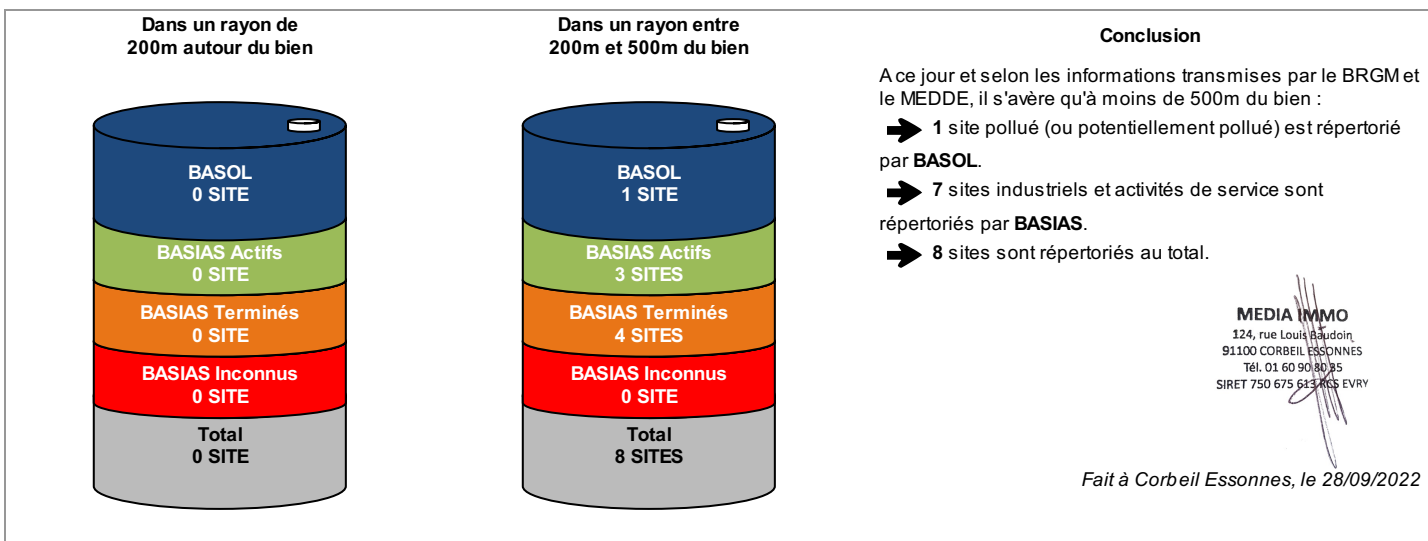 Dans un rayon de
200m autour du bien
BASOL
0 SITE
BASIAS Actifs
0 SITE
BASIAS Terminés
0 SITE
BASIAS Inconnus
0 SITE
Total
0 SITE
Dans un rayon entre
200m et 500m du bien
BASOL
1 SITE
BASIAS Actifs
3 SITES
BASIAS Terminés
4 SITES
BASIAS Inconnus
0 SITE
Total
8 SITES
Conclusion
A ce jour et selon les informations transmises par le BRGM et
le MEDDE, il s'avère qu'à moins de 500m du bien :
1 site pollué (ou potentiellement pollué) est répertorié
par BASOL.
7 sites industriels et activités de service sont
répertoriés par BASIAS.
8 sites sont répertoriés au total.
MEDIA IMMO
124, rue Louis Baudoin
91100 CORBEIL ESSONNES
Tél. 01 60 90 80 85
SIRET 750 675 613 RCS EVRY
Fait à Corbeil Essonnes, le 28/09/2022